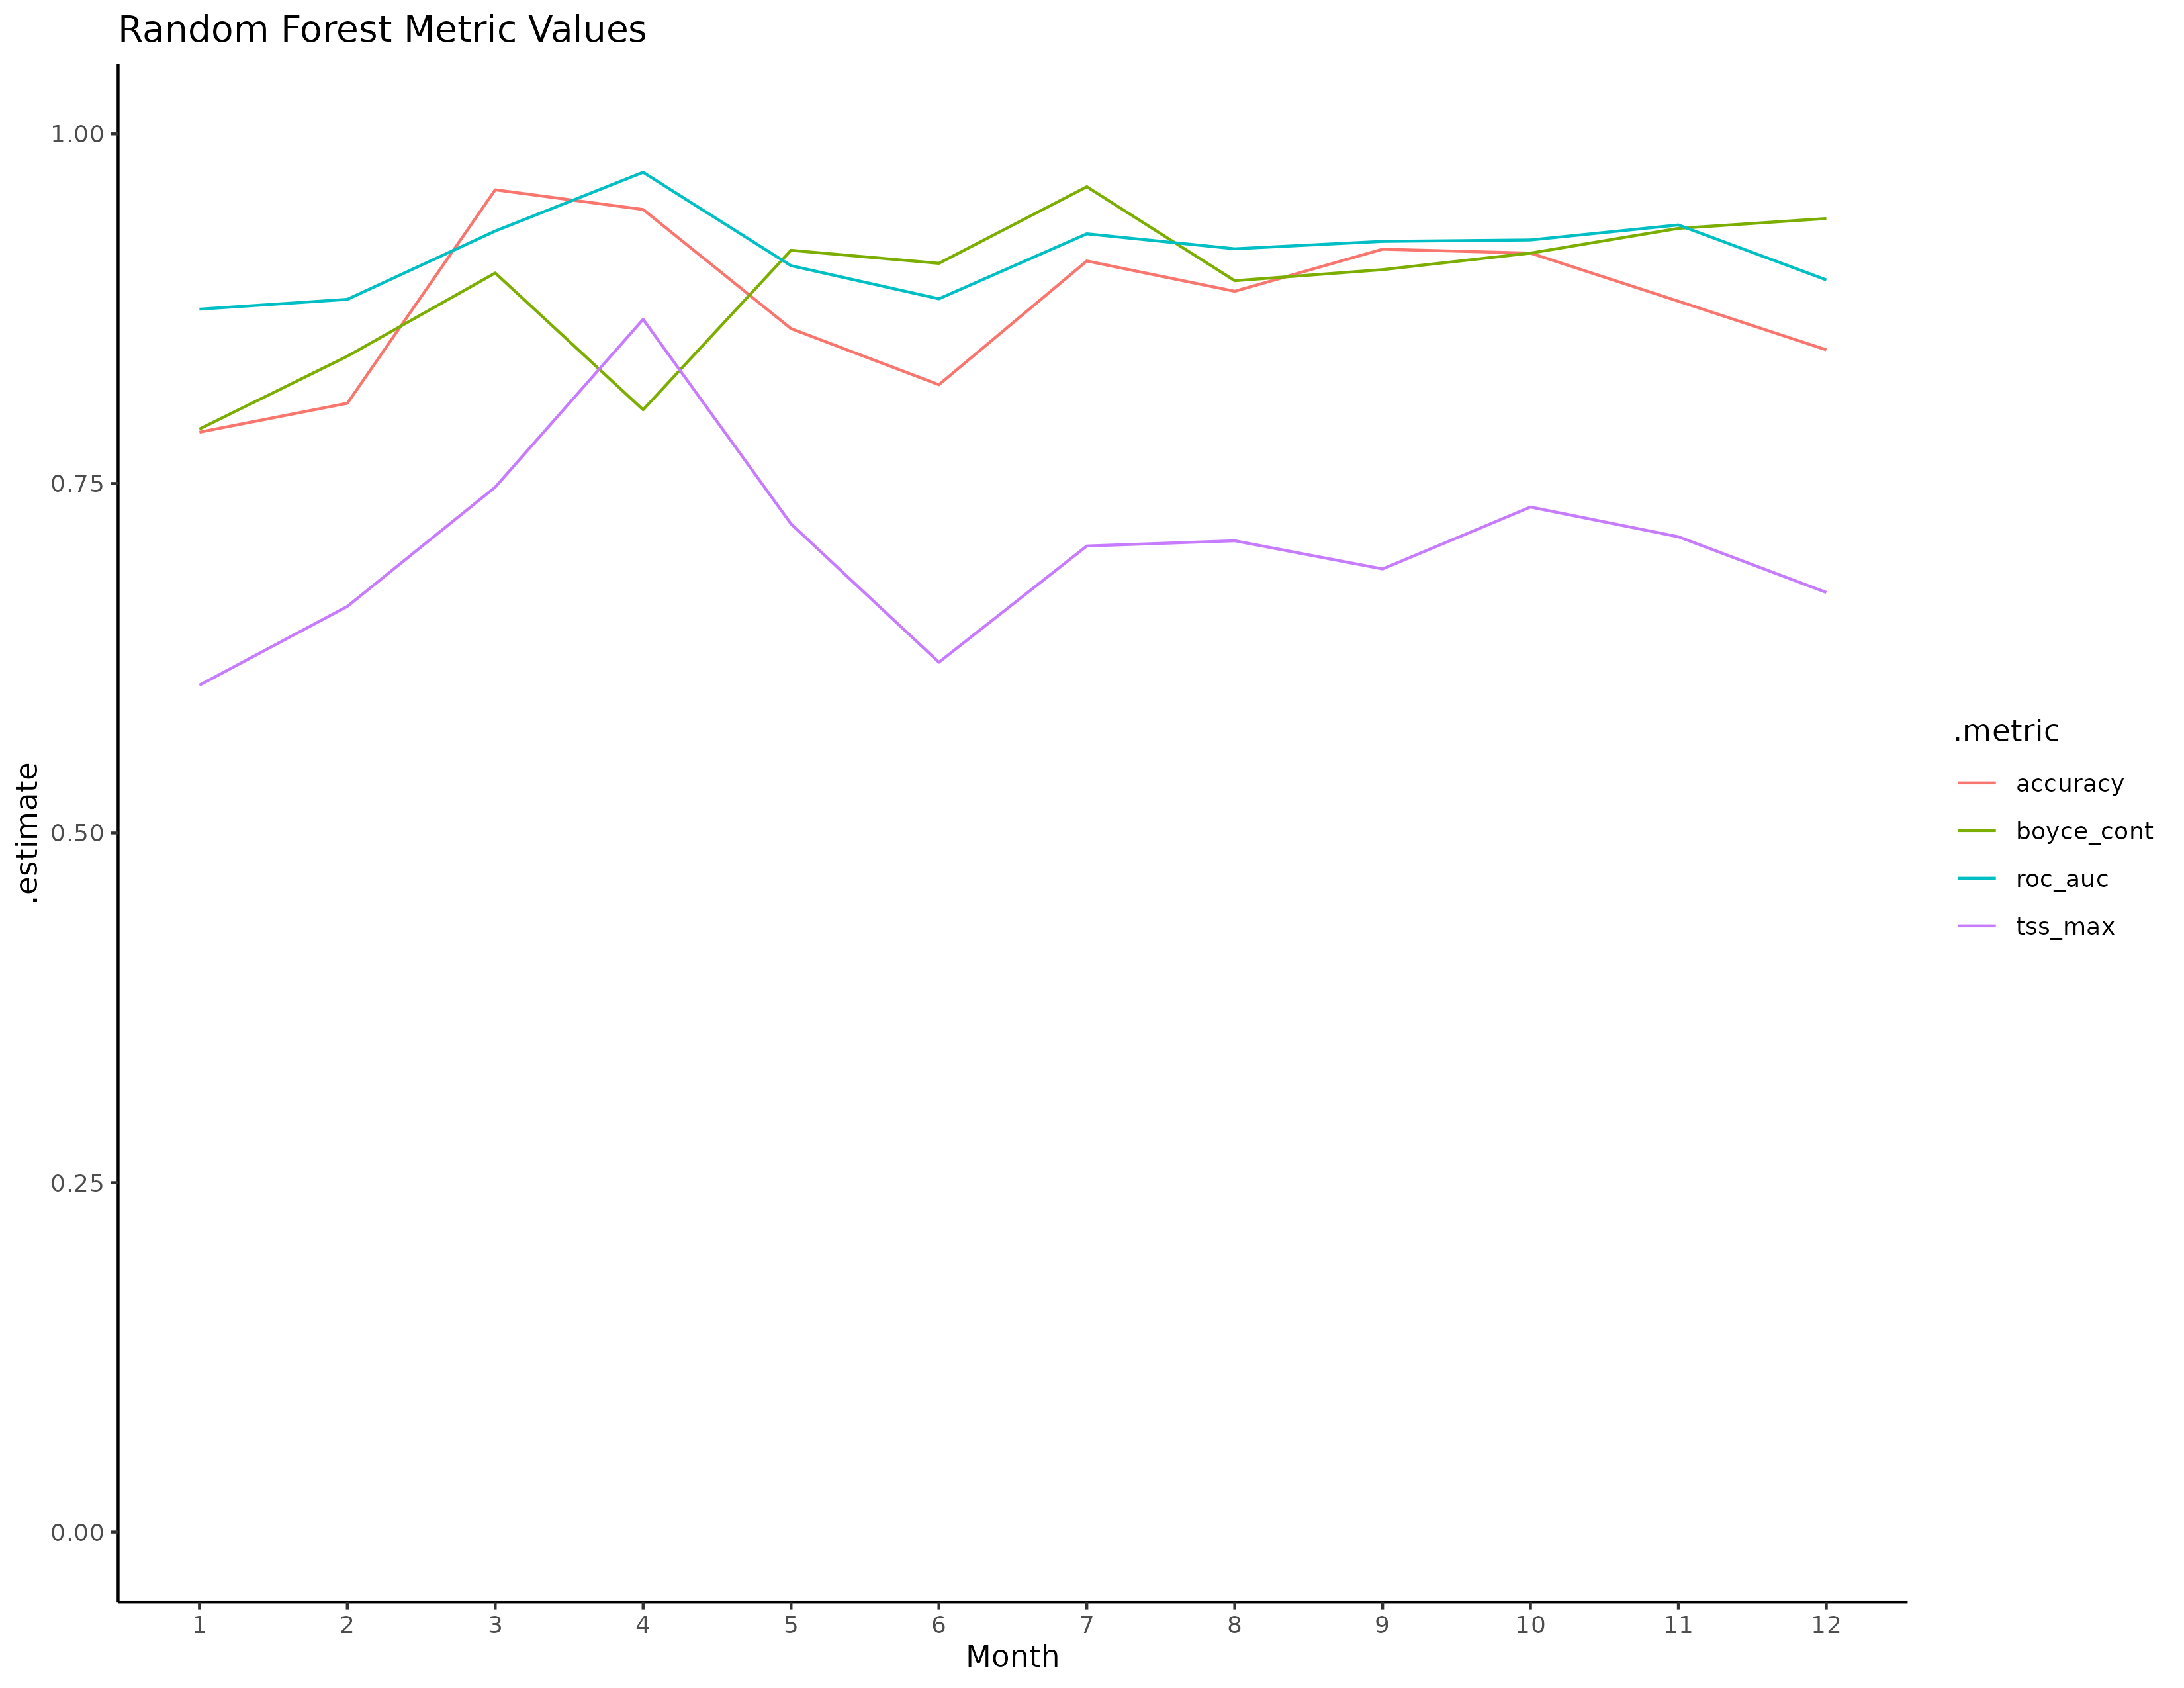 Random Forest Metric Values
1.00
0.75
0.50
0.25
0.00
.estimate
1 2 3 4 5 6 7 8 9 10 11 12
Month
.metric
accuracy
boyce_cont
roc_auc
tss_max